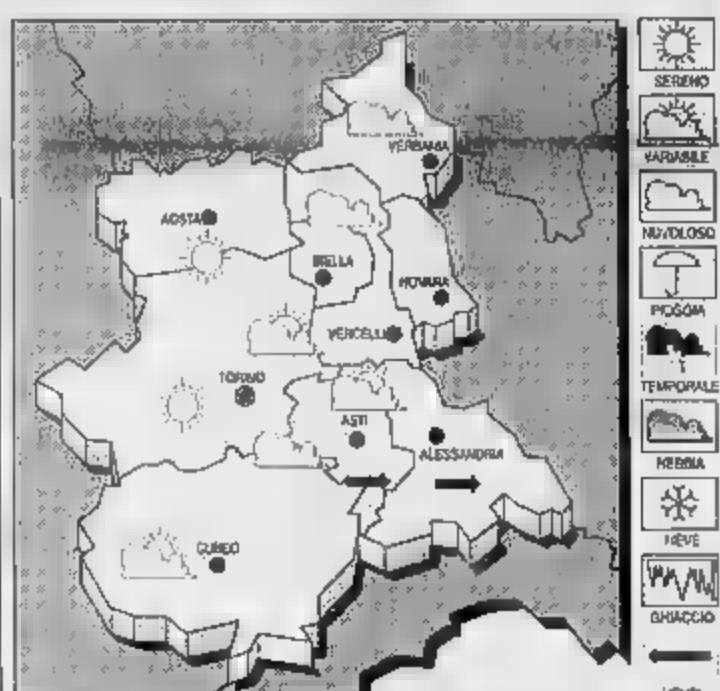 SERENO
VARIABILE
NUVOLOSO
PIOGGIA
TEMPORALE
NEBBIA
NEVE
GHIACCIO
VERBANIA
AOSTA
BIELLA
NOVARA
VERCELLI
TORINO
ASTI
ALESSANDRIA
CUNEO